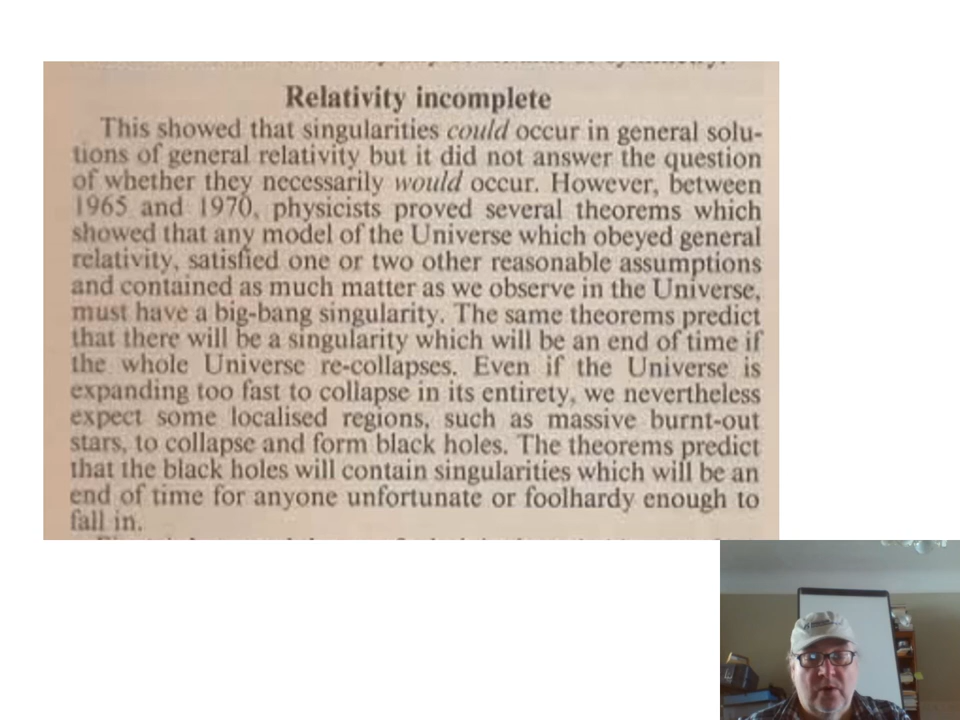 Relativity incomplete
This showed that singularities could occur in general solu-
tions of general relativity but it did not answer the question
of whether they necessarily would occur. However, between
1965 and 1970, physicists proved several theorems which
showed that any model of the Universe which obeyed general
relativity, satisfied one or two other reasonable assumptions
and contained as much matter as we observe in the Universe,
must have a big-bang singularity. The same theorems predict
that there will be a singularity which will be an end of time if
the whole Universe re-collapses. Even if the Universe is
expanding too fast to collapse in its entirety, we nevertheless
expect some localised regions, such as massive burnt-out
stars, to collapse and form black holes. The theorems predict
that the black holes will contain singularities which will be an
end of time for anyone unfortunate or foolhardy enough to
fall in.